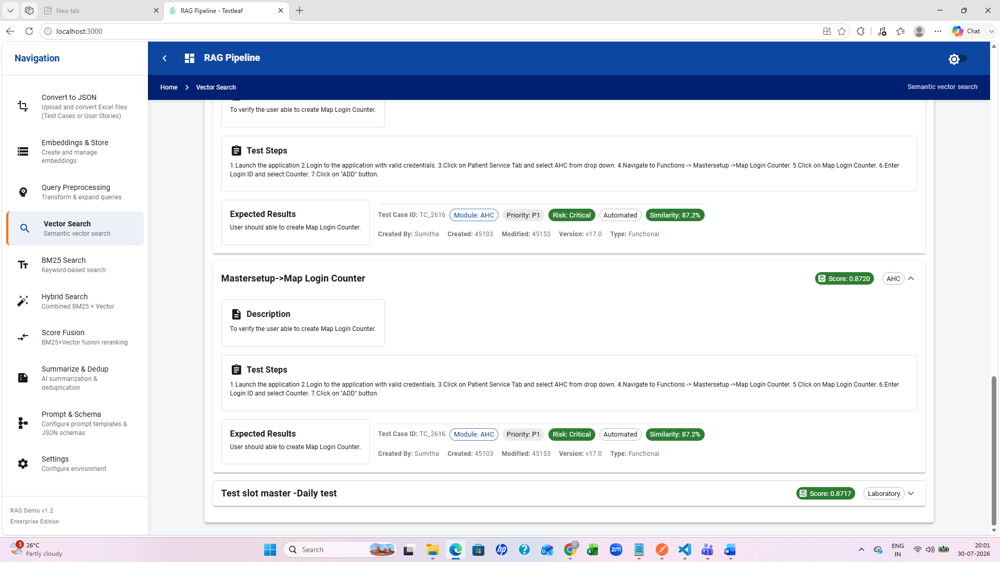 New tab
RAG Pipeline - Testleaf
localhost:3000
Chat
Navigation
RAG Pipeline
Home
Vector Search
Semantic vector search
Convert to JSON
Upload and convert Excel files
(Test Cases or User Stories)
Embeddings & Store
Create and manage
embeddings
Query Preprocessing
Transform & expand queries
Vector Search
Semantic vector search
BM25 Search
Keyword-based search
Hybrid Search
Combined BM25 + Vector
Score Fusion
BM25+Vector fusion reranking
Summarize & Dedup
AI summarization &
deduplication
Prompt & Schema
Configure prompt templates &
JSON schemas
Settings
Configure environment
RAG Demo v1.2
Enterprise Edition
To verify the user able to create Map Login Counter.
Test Steps
1.Launch the application 2.Login to the application with valid credentials. 3.Click on Patient Service Tab and select AHC from drop down. 4.Navigate to Functions -> Mastersetup ->Map Login Counter. 5.Click on Map Login Counter. 6.Enter
Login ID and select Counter. 7.Click on "ADD" button.
Expected Results
User should able to create Map Login Counter.
Test Case ID: TC_2616 Module: AHC Priority: P1 Risk: Critical Automated Similarity: 87.2%
Created By: Sumitha Created: 45103 Modified: 45153 Version: v17.0 Type: Functional
Mastersetup->Map Login Counter
Score: 0.8720
AHC
Description
To verify the user able to create Map Login Counter.
Test Steps
1.Launch the application 2.Login to the application with valid credentials. 3.Click on Patient Service Tab and select AHC from drop down. 4.Navigate to Functions -> Mastersetup ->Map Login Counter. 5.Click on Map Login Counter. 6.Enter
Login ID and select Counter. 7.Click on "ADD" button.
Expected Results
User should able to create Map Login Counter.
Test Case ID: TC_2616 Module: AHC Priority: P1 Risk: Critical Automated Similarity: 87.2%
Created By: Sumitha Created: 45103 Modified: 45153 Version: v17.0 Type: Functional
Test slot master -Daily test
Score: 0.8717
Laboratory
3
26°C
Partly cloudy
Search
hp
zm
ENG
IN
20:01
30-07-2026